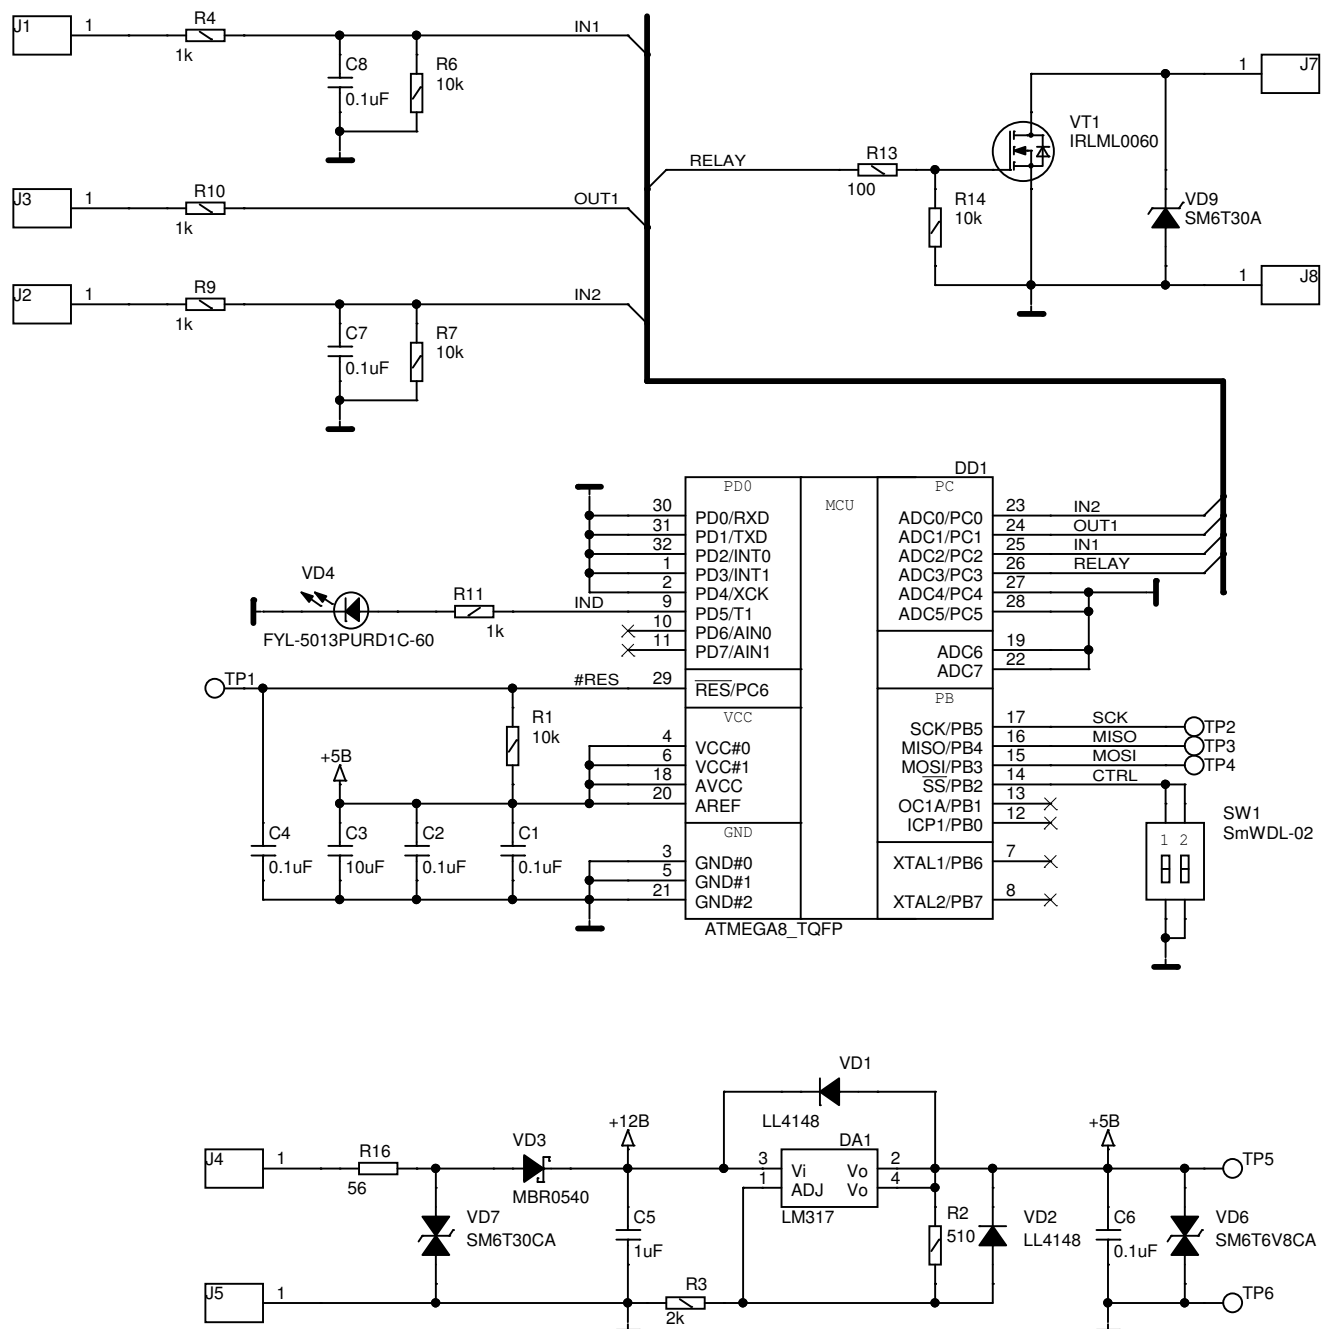 J1 1 R4 1k IN1
C8 0.1uF
R6 10k
J3 1 R10 1k OUT1
J2 1 R9 1k IN2
C7 0.1uF
R7 10k
RELAY R13 100
R14 10k
VT1
IRLML0060
1 J7
VD9
SM6T30A
1 J8
DD1
PD0 MCU PC
30 PD0/RXD
31 PD1/TXD
32 PD2/INT0
1 PD3/INT1
2 PD4/XCK
IND 9 PD5/T1
10 PD6/AIN0
11 PD7/AIN1
#RES 29 RES/PC6
VCC
4 VCC#0
6 VCC#1
18 AVCC
20 AREF
GND
3 GND#0
5 GND#1
21 GND#2
ADC0/PC0 23 IN2
ADC1/PC1 24 OUT1
ADC2/PC2 25 IN1
ADC3/PC3 26 RELAY
ADC4/PC4 27
ADC5/PC5 28
ADC6 19
ADC7 22
PB
SCK/PB5 17 SCK TP2
MISO/PB4 16 MISO TP3
MOSI/PB3 15 MOSI TP4
SS/PB2 14 CTRL
OC1A/PB1 13
ICP1/PB0 12
XTAL1/PB6 7
XTAL2/PB7 8
ATMEGA8_TQFP
VD4
FYL-5013PURD1C-60
R11 1k
TP1
R1 10k
+5B
C4 0.1uF
C3 10uF
C2 0.1uF
C1 0.1uF
SW1
SmWDL-02
1 2
J4 1 R16 56
VD3
MBR0540
VD7
SM6T30CA
+12B
C5 1uF
VD1
LL4148
DA1
3 Vi Vo 2
1 ADJ Vo 4
LM317
R2 510
VD2
LL4148
+5B
C6 0.1uF
VD6
SM6T6V8CA
TP5
J5 1 R3 2k
TP6